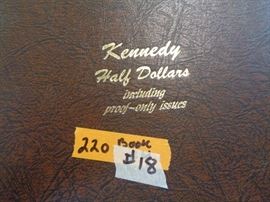 Kennedy
Half Dollars
including
proof-only issues
220 Book
#18